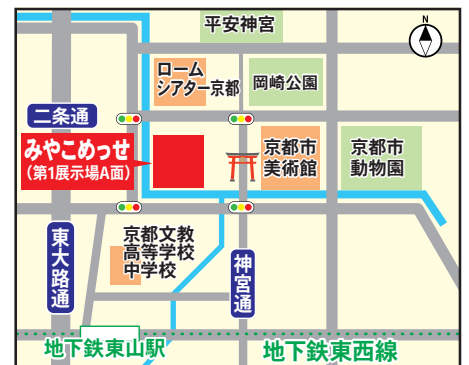 平安神宮
N
ローム
シアター京都
岡崎公園
二条通
みやこめっせ
（第1展示場A面）
京都市
美術館
京都市
動物園
東大路通
京都文教
高等学校
中学校
神宮通
地下鉄東山駅
地下鉄東西線